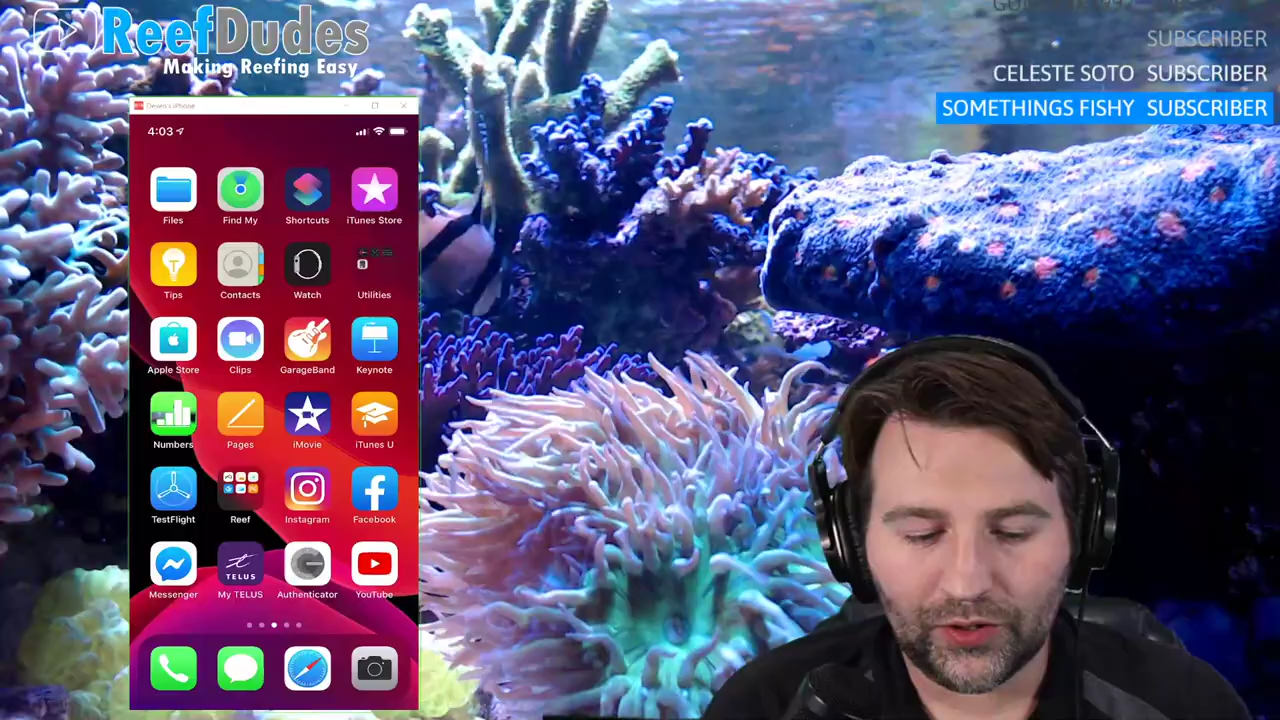 ReefDudes
Making Reefing Easy
SUBSCRIBER
CELESTE SOTO SUBSCRIBER
SOMETHINGS FISHY SUBSCRIBER
Devin's iPhone
4:03
Files Find My Shortcuts iTunes Store
Tips Contacts Watch Utilities
Apple Store Clips GarageBand Keynote
Numbers Pages iMovie iTunes U
TestFlight Reef Instagram Facebook
TELUS
Messenger My TELUS Authenticator YouTube